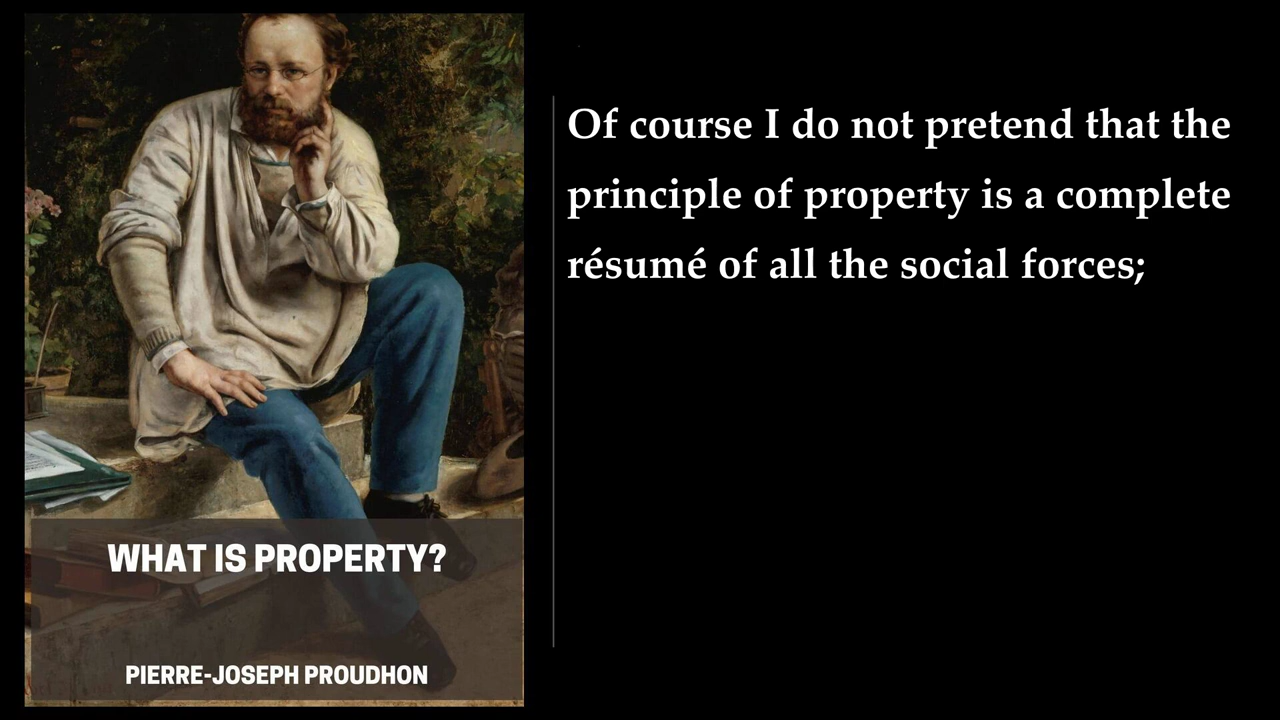 WHAT IS PROPERTY?
PIERRE-JOSEPH PROUDHON
Of course I do not pretend that the
principle of property is a complete
résumé of all the social forces;